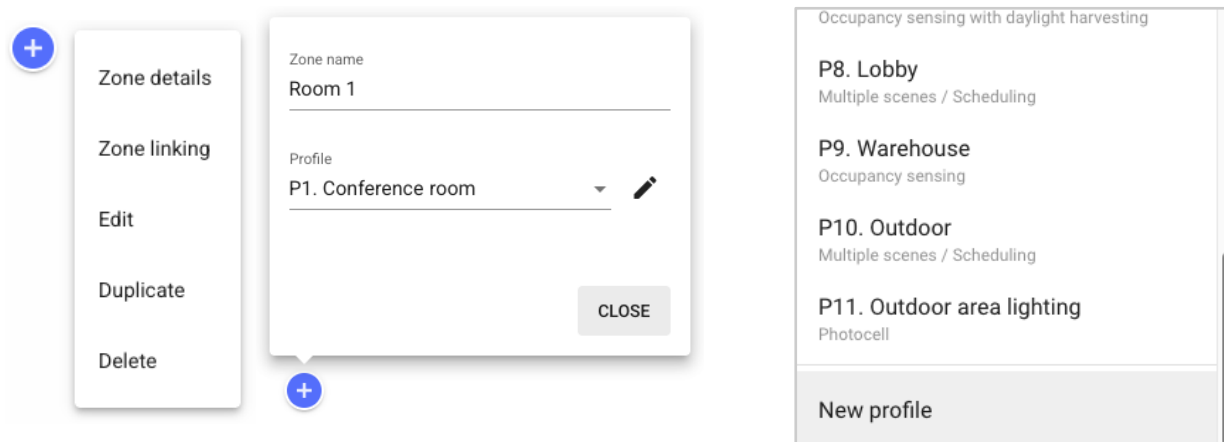 Zone details
Zone linking
Edit
Duplicate
Delete
Zone name
Room 1
Profile
P1. Conference room
CLOSE
Occupancy sensing with daylight harvesting
P8. Lobby
Multiple scenes / Scheduling
P9. Warehouse
Occupancy sensing
P10. Outdoor
Multiple scenes / Scheduling
P11. Outdoor area lighting
Photocell
New profile